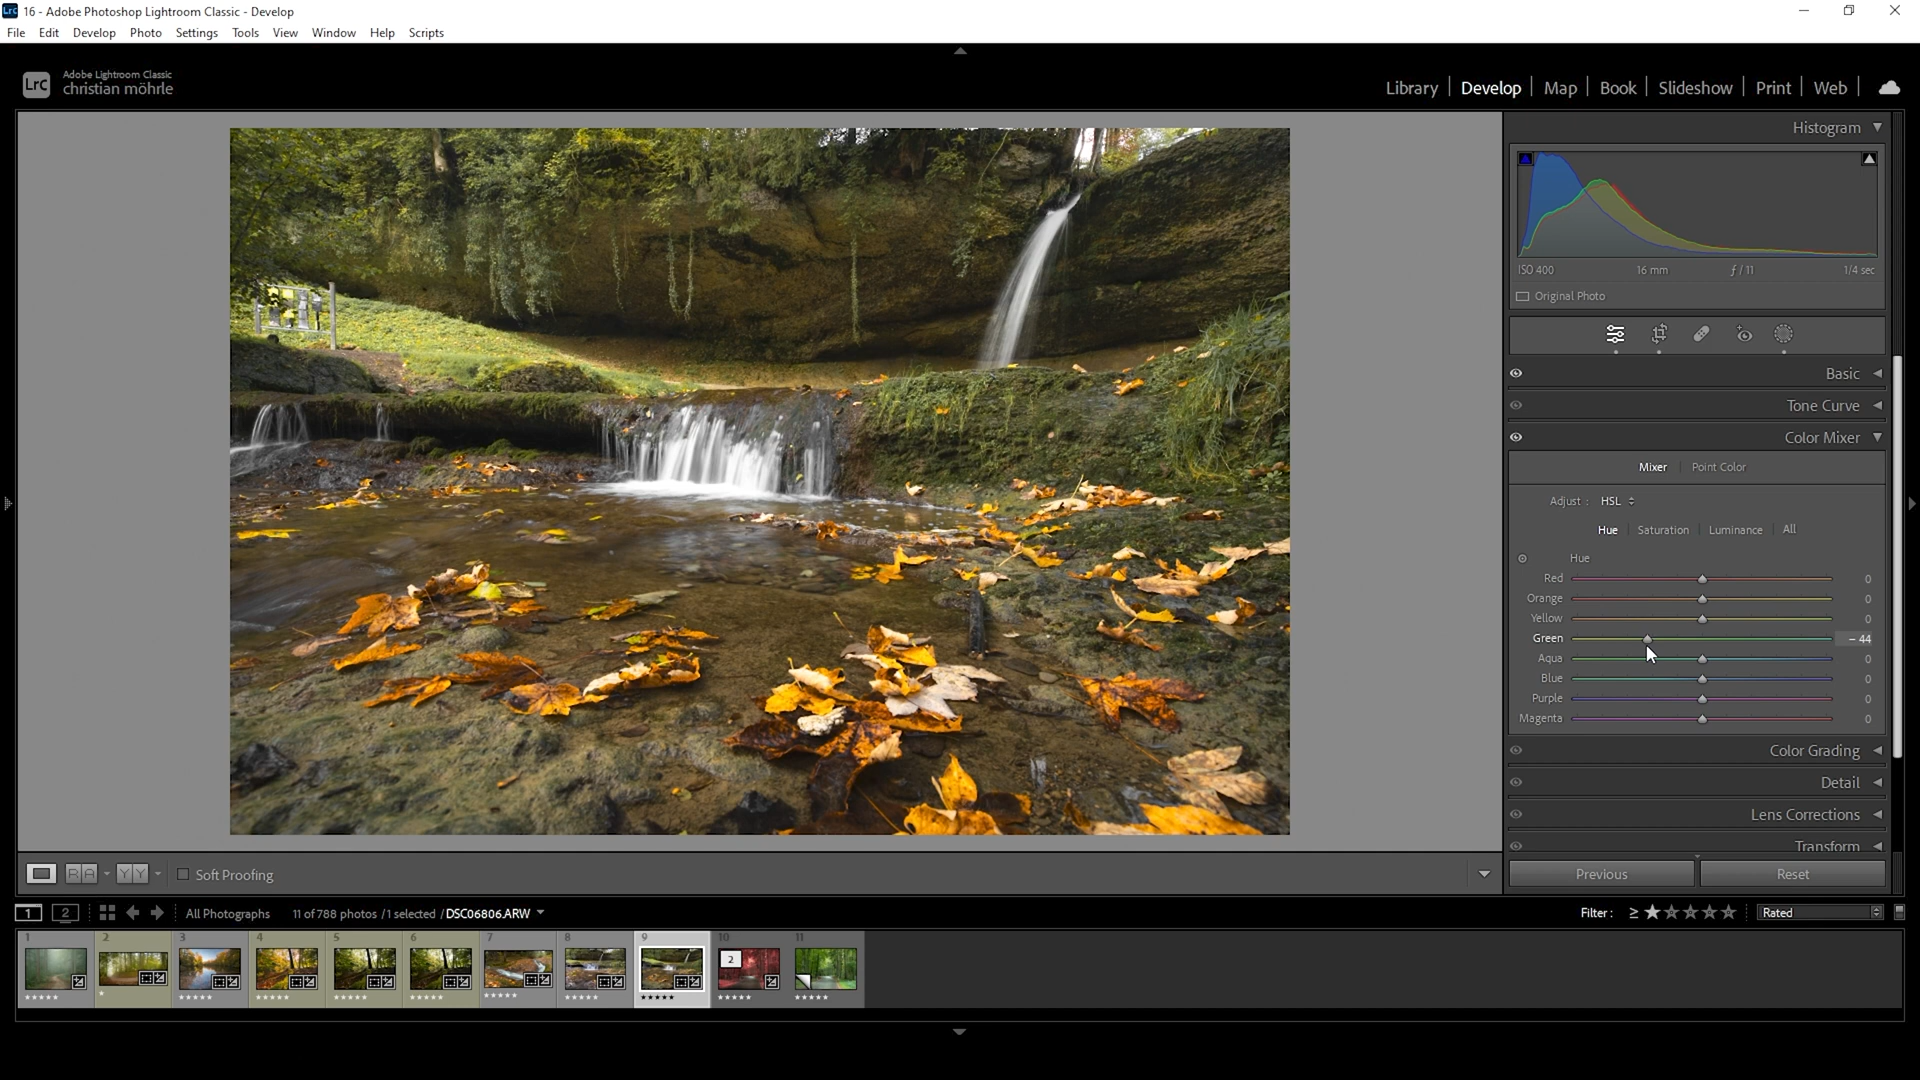 16 - Adobe Photoshop Lightroom Classic - Develop
File Edit Develop Photo Settings Tools View Window Help Scripts
Lrc
Adobe Lightroom Classic
christian möhrle
Library | Develop | Map | Book | Slideshow | Print | Web |
Histogram
ISO 400 16 mm ƒ / 11 1/4 sec
Original Photo
Basic
Tone Curve
Color Mixer
Mixer Point Color
Adjust : HSL
Hue Saturation Luminance All
Hue
Red 0
Orange 0
Yellow 0
Green – 44
Aqua 0
Blue 0
Purple 0
Magenta 0
Color Grading
Detail
Lens Corrections
Transform
Previous Reset
R A Y Y Soft Proofing
1 2 All Photographs 11 of 788 photos / 1 selected / DSC06806.ARW Filter : ≥ ★★★★★ Rated
1 2 3 4 5 6 7 8 9 10 11
2